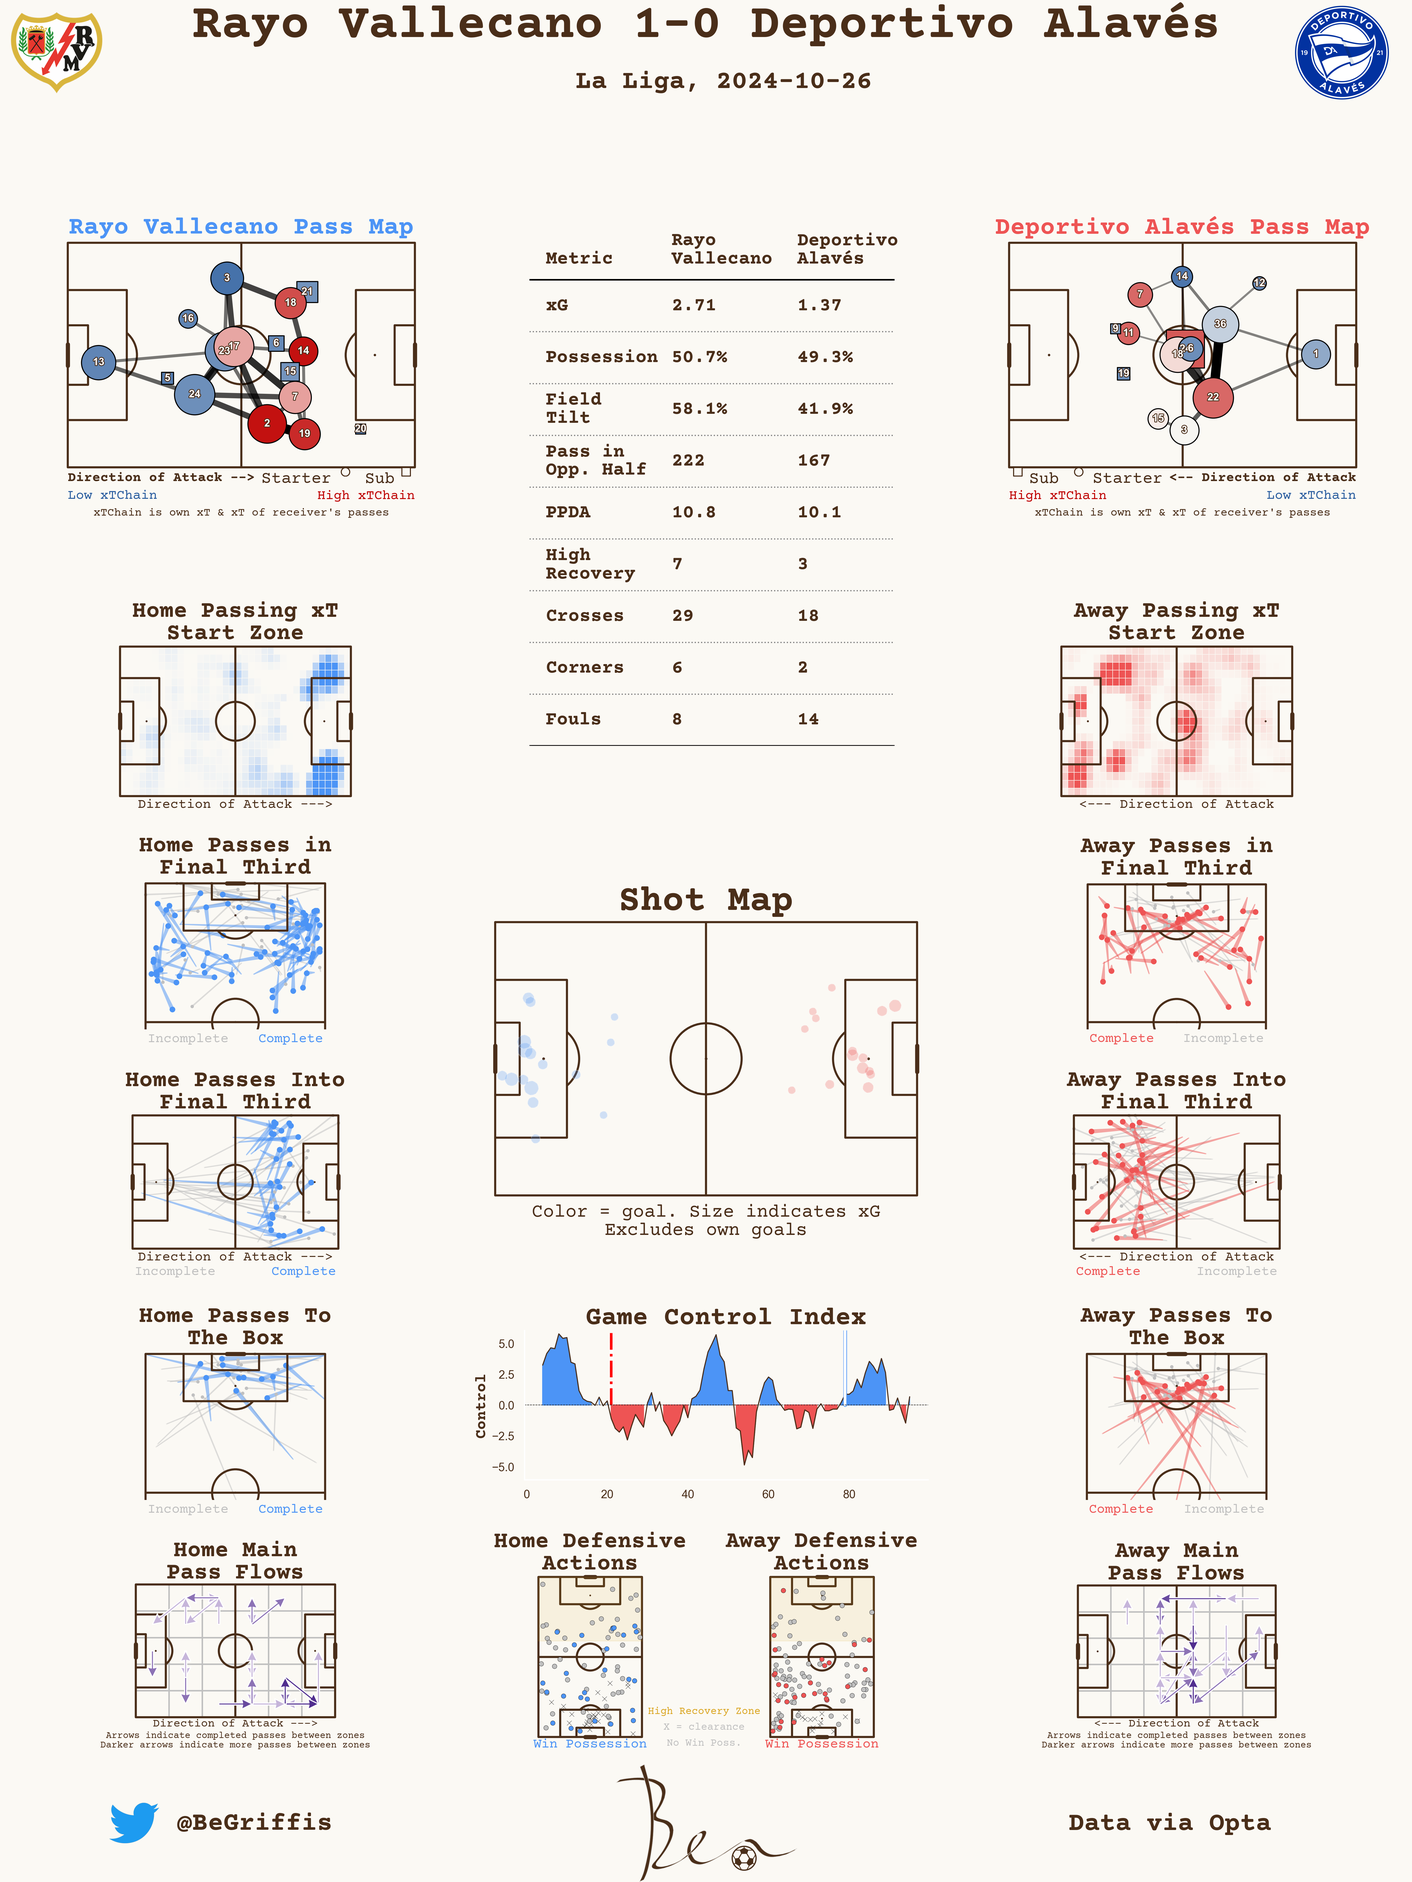 Rayo Vallecano 1-0 Deportivo Alavés
La Liga, 2024-10-26
R
V
M
DEPORTIVO
19 21
ALAVÉS
Rayo Vallecano Pass Map
3
21
18
16
6
14
23
17
13
15
5
24
7
2
19
20
Direction of Attack --> Starter Sub
Low xTChain High xTChain
xTChain is own xT & xT of receiver's passes
Metric Rayo Vallecano Deportivo Alavés
xG 2.71 1.37
Possession 50.7% 49.3%
Field Tilt 58.1% 41.9%
Pass in Opp. Half 222 167
PPDA 10.8 10.1
High Recovery 7 3
Crosses 29 18
Corners 6 2
Fouls 8 14
Deportivo Alavés Pass Map
14
12
7
36
9
11
18
6
1
19
22
15
3
Sub Starter <-- Direction of Attack
High xTChain Low xTChain
xTChain is own xT & xT of receiver's passes
Home Passing xT
Start Zone
Direction of Attack --->
Away Passing xT
Start Zone
<--- Direction of Attack
Home Passes in
Final Third
Incomplete Complete
Away Passes in
Final Third
Complete Incomplete
Shot Map
Color = goal. Size indicates xG
Excludes own goals
Home Passes Into
Final Third
Direction of Attack --->
Incomplete Complete
Away Passes Into
Final Third
<--- Direction of Attack
Complete Incomplete
Home Passes To
The Box
Incomplete Complete
Game Control Index
Control
5.0
2.5
0.0
−2.5
−5.0
0 20 40 60 80
Away Passes To
The Box
Complete Incomplete
Home Main
Pass Flows
Direction of Attack --->
Arrows indicate completed passes between zones
Darker arrows indicate more passes between zones
Home Defensive
Actions
Win Possession
High Recovery Zone
X = clearance
No Win Poss.
Away Defensive
Actions
Win Possession
Away Main
Pass Flows
<--- Direction of Attack
Arrows indicate completed passes between zones
Darker arrows indicate more passes between zones
@BeGriffis
Ben
Data via Opta